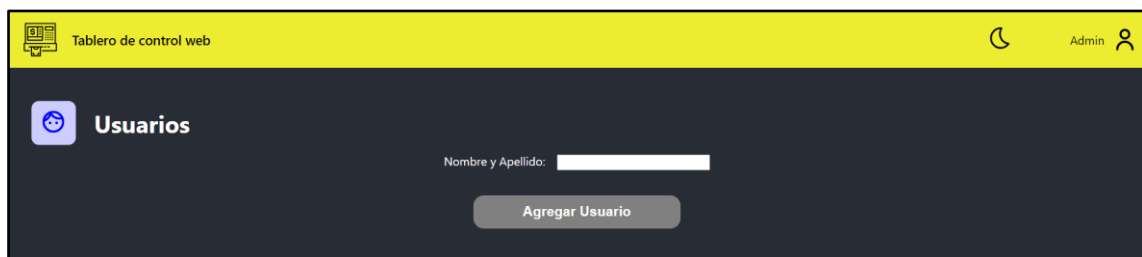 Tablero de control web
Admin
Usuarios
Nombre y Apellido:
Agregar Usuario